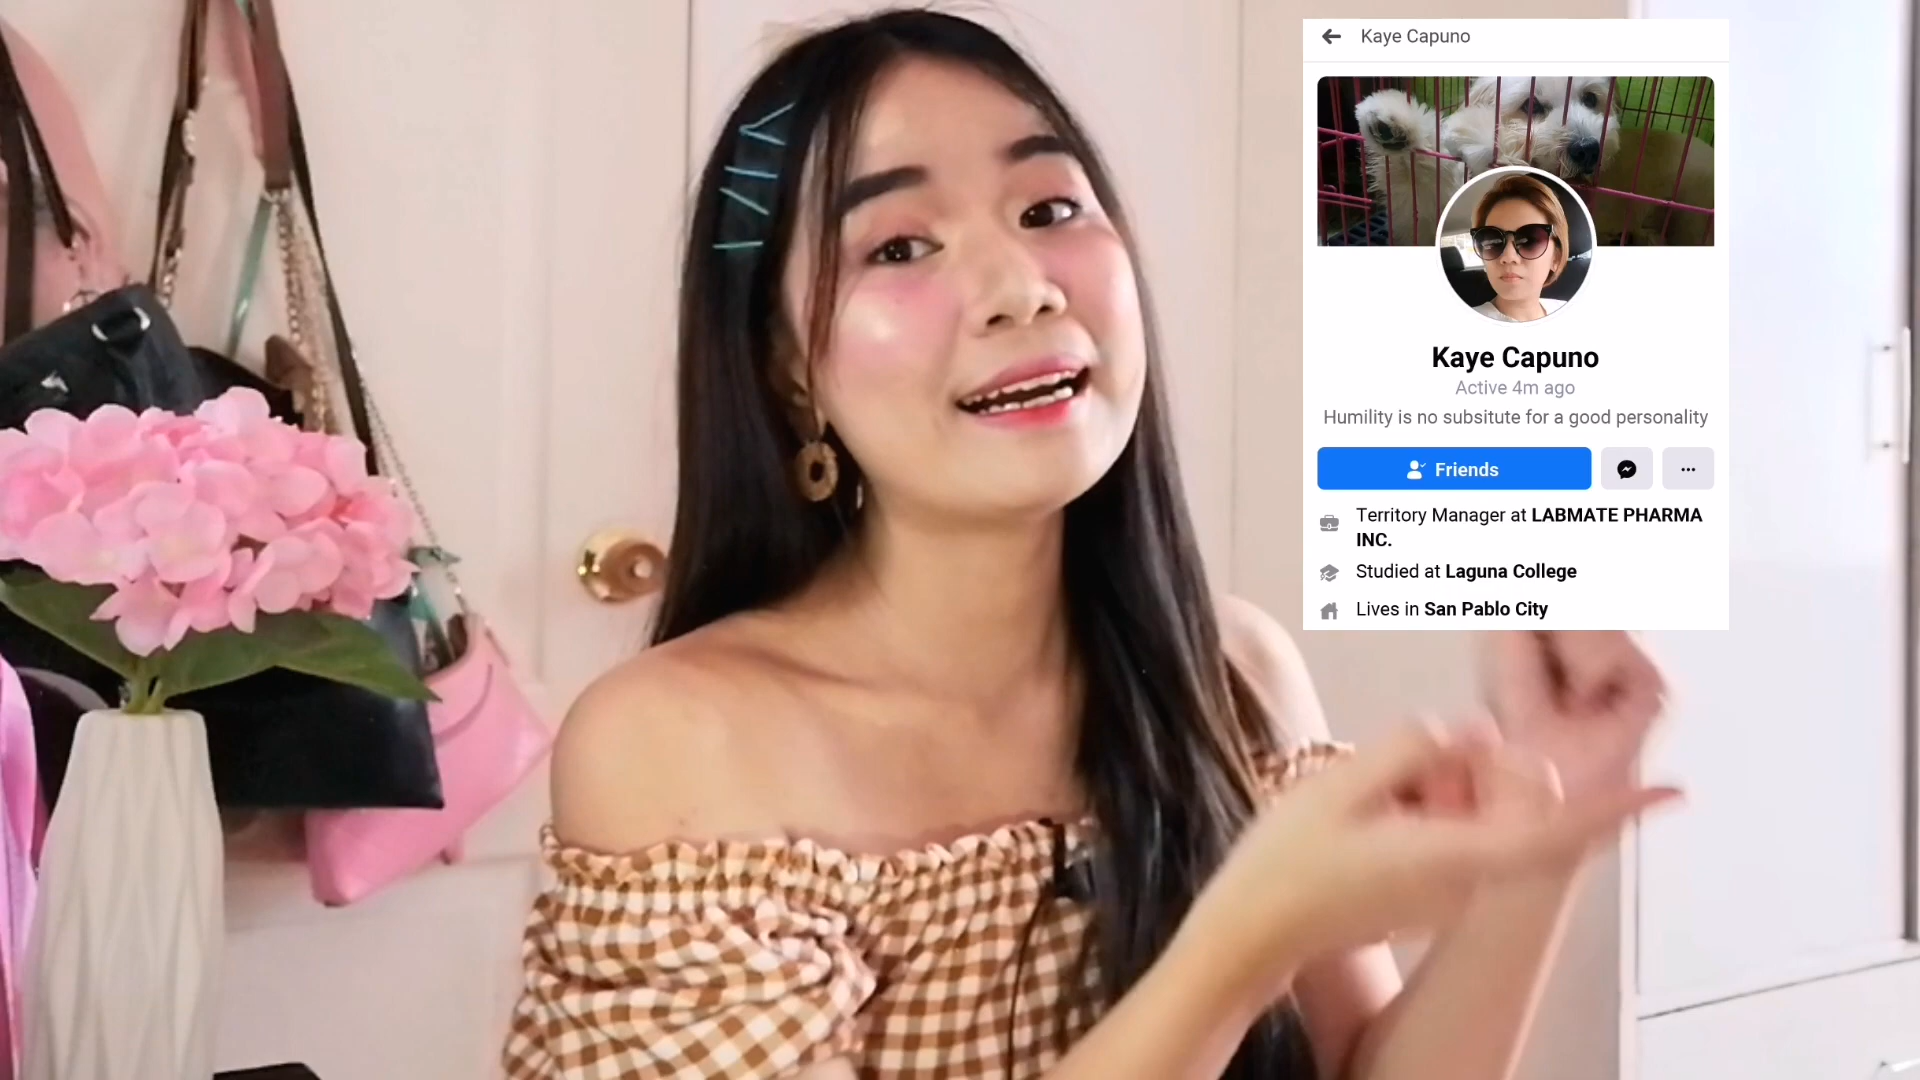 Kaye Capuno
Kaye Capuno
Active 4m ago
Humility is no subsitute for a good personality
Friends
Territory Manager at LABMATE PHARMA
INC.
Studied at Laguna College
Lives in San Pablo City